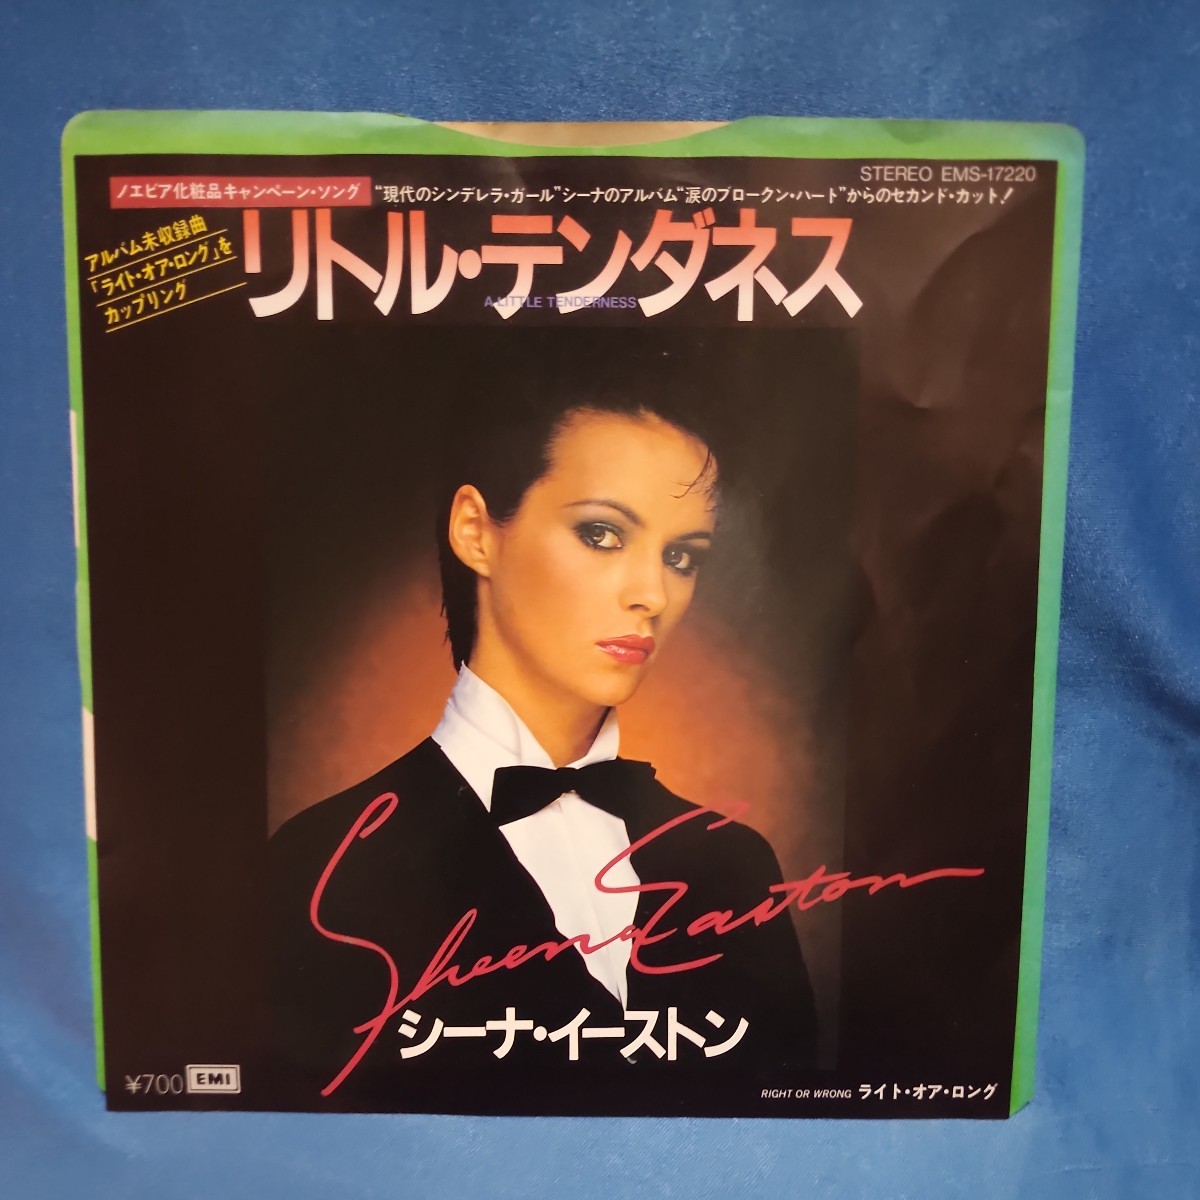 STEREO EMS-17220
ノエビア化粧品キャンペーン・ソング
“現代のシンデレラ・ガール”シーナのアルバム“涙のブロークン・ハート”からのセカンド・カット!
アルバム未収録曲
「ライト・オア・ロング」を
カップリング
リトル・テンダネス
A LITTLE TENDERNESS
Sheena Easton
シーナ・イーストン
¥700 EMI
RIGHT OR WRONG ライト・オア・ロング